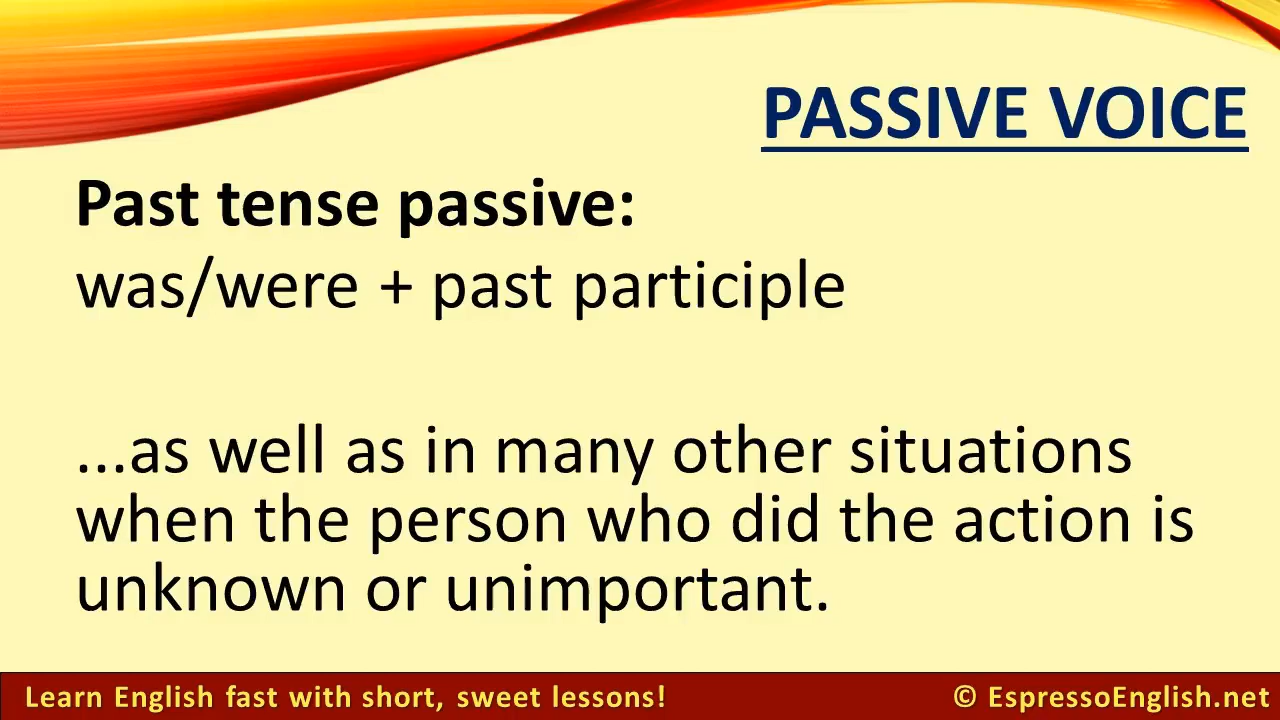 PASSIVE VOICE
Past tense passive:
was/were + past participle
...as well as in many other situations
when the person who did the action is
unknown or unimportant.
Learn English fast with short, sweet lessons!
© EspressoEnglish.net